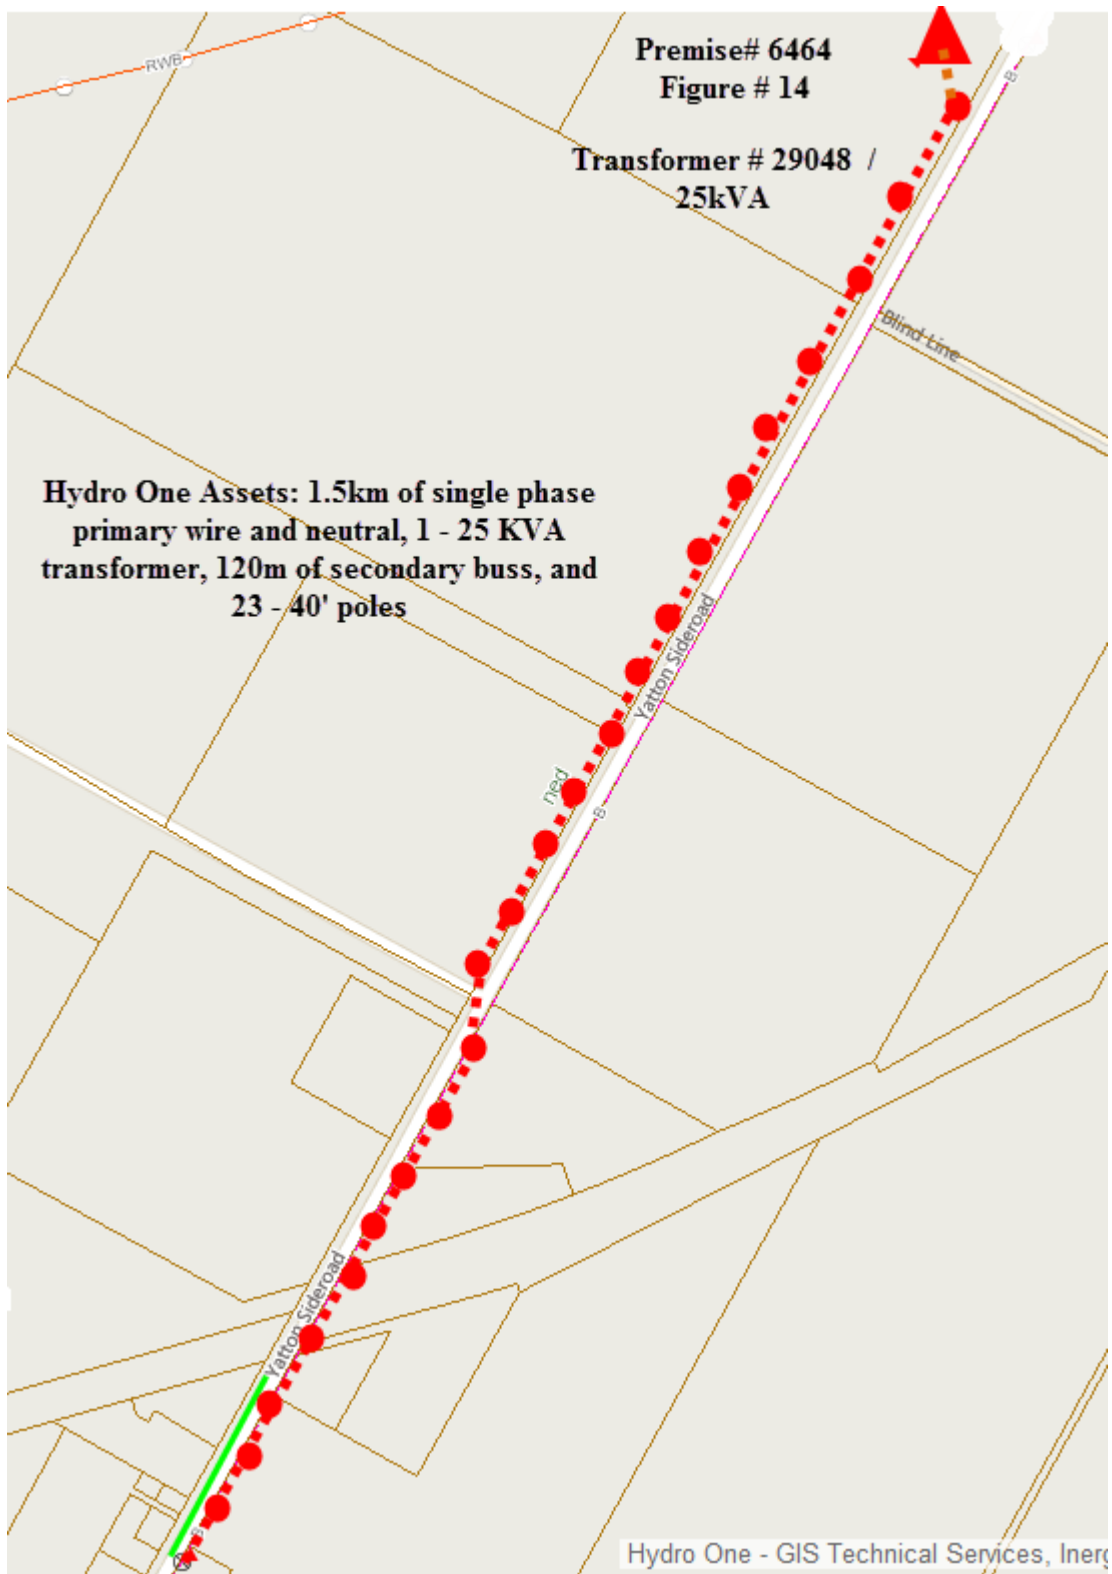 Premise# 6464
Figure # 14
Transformer # 29048 /
25kVA
RWB
B
Blind Line
Hydro One Assets: 1.5km of single phase
primary wire and neutral, 1 - 25 KVA
transformer, 120m of secondary buss, and
23 - 40' poles
Yatton Sideroad
ned
B
Yatton Sideroad
B
Hydro One - GIS Technical Services, Inerg